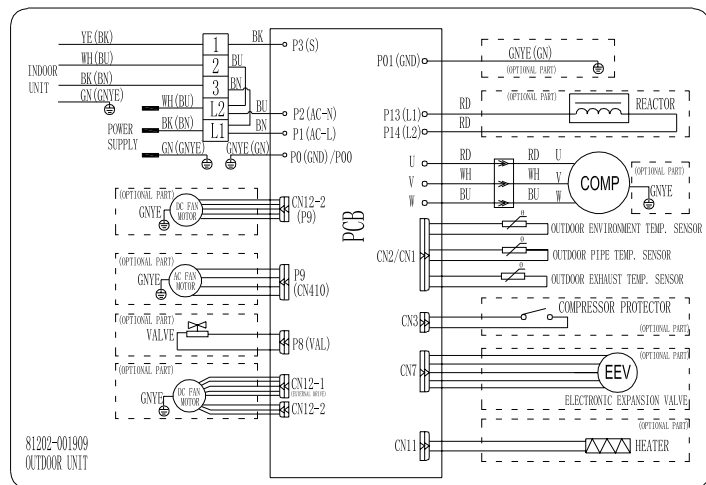 YE(BK)
WH(BU)
BK(BN)
GN(GNYE)
INDOOR
UNIT
1
2
3
L2
L1
BK
BU
BN
WH(BU)
BK(BN)
GN(GNYE)
POWER
SUPPLY
BU
BN
GNYE(GN)
P3(S)
P2(AC-N)
P1(AC-L)
P0(GND)/P00
(OPTIONAL PART)
DC FAN
MOTOR
GNYE
CN12-2
(P9)
(OPTIONAL PART)
AC FAN
MOTOR
GNYE
P9
(CN410)
(OPTIONAL PART)
VALVE
P8(VAL)
(OPTIONAL PART)
DC FAN
MOTOR
GNYE
CN12-1
(EXTERNAL DRIVE)
CN12-2
81202-001909
OUTDOOR UNIT
PCB
P01(GND)
GNYE(GN)
(OPTIONAL PART)
P13(L1)
P14(L2)
RD
RD
(OPTIONAL PART)
REACTOR
U
V
W
RD
WH
BU
RD
WH
BU
U
V
W
COMP
(OPTIONAL PART)
GNYE
CN2/CN1
θ
OUTDOOR ENVIRONMENT TEMP. SENSOR
θ
OUTDOOR PIPE TEMP. SENSOR
θ
OUTDOOR EXHAUST TEMP. SENSOR
CN3
COMPRESSOR PROTECTOR
(OPTIONAL PART)
CN7
(OPTIONAL PART)
EEV
ELECTRONIC EXPANSION VALVE
(OPTIONAL PART)
CN11
HEATER